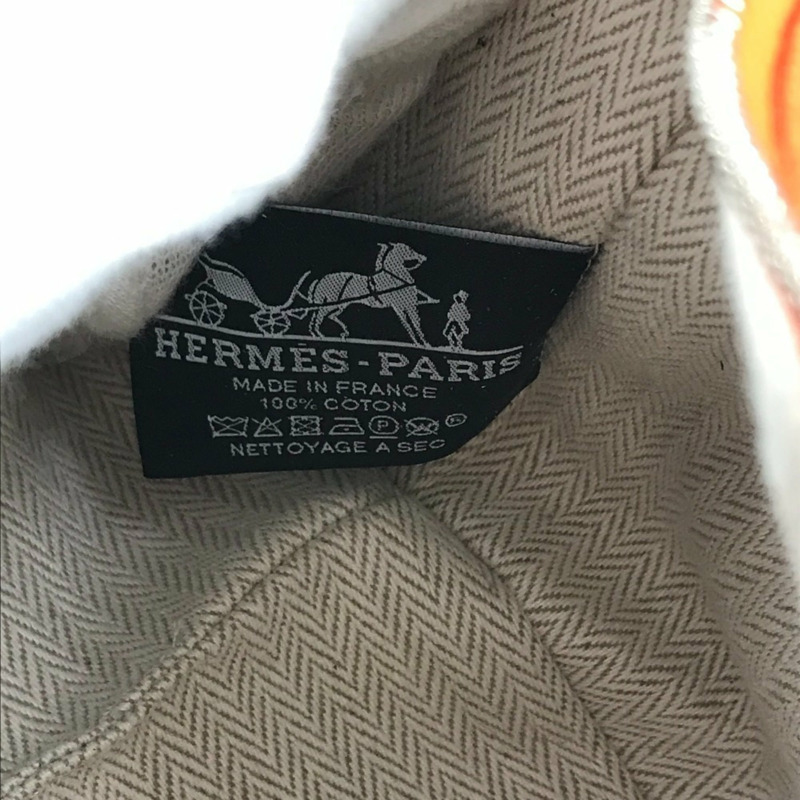 HERMÈS-PARIS
MADE IN FRANCE
100% COTON
P
NETTOYAGE A SEC